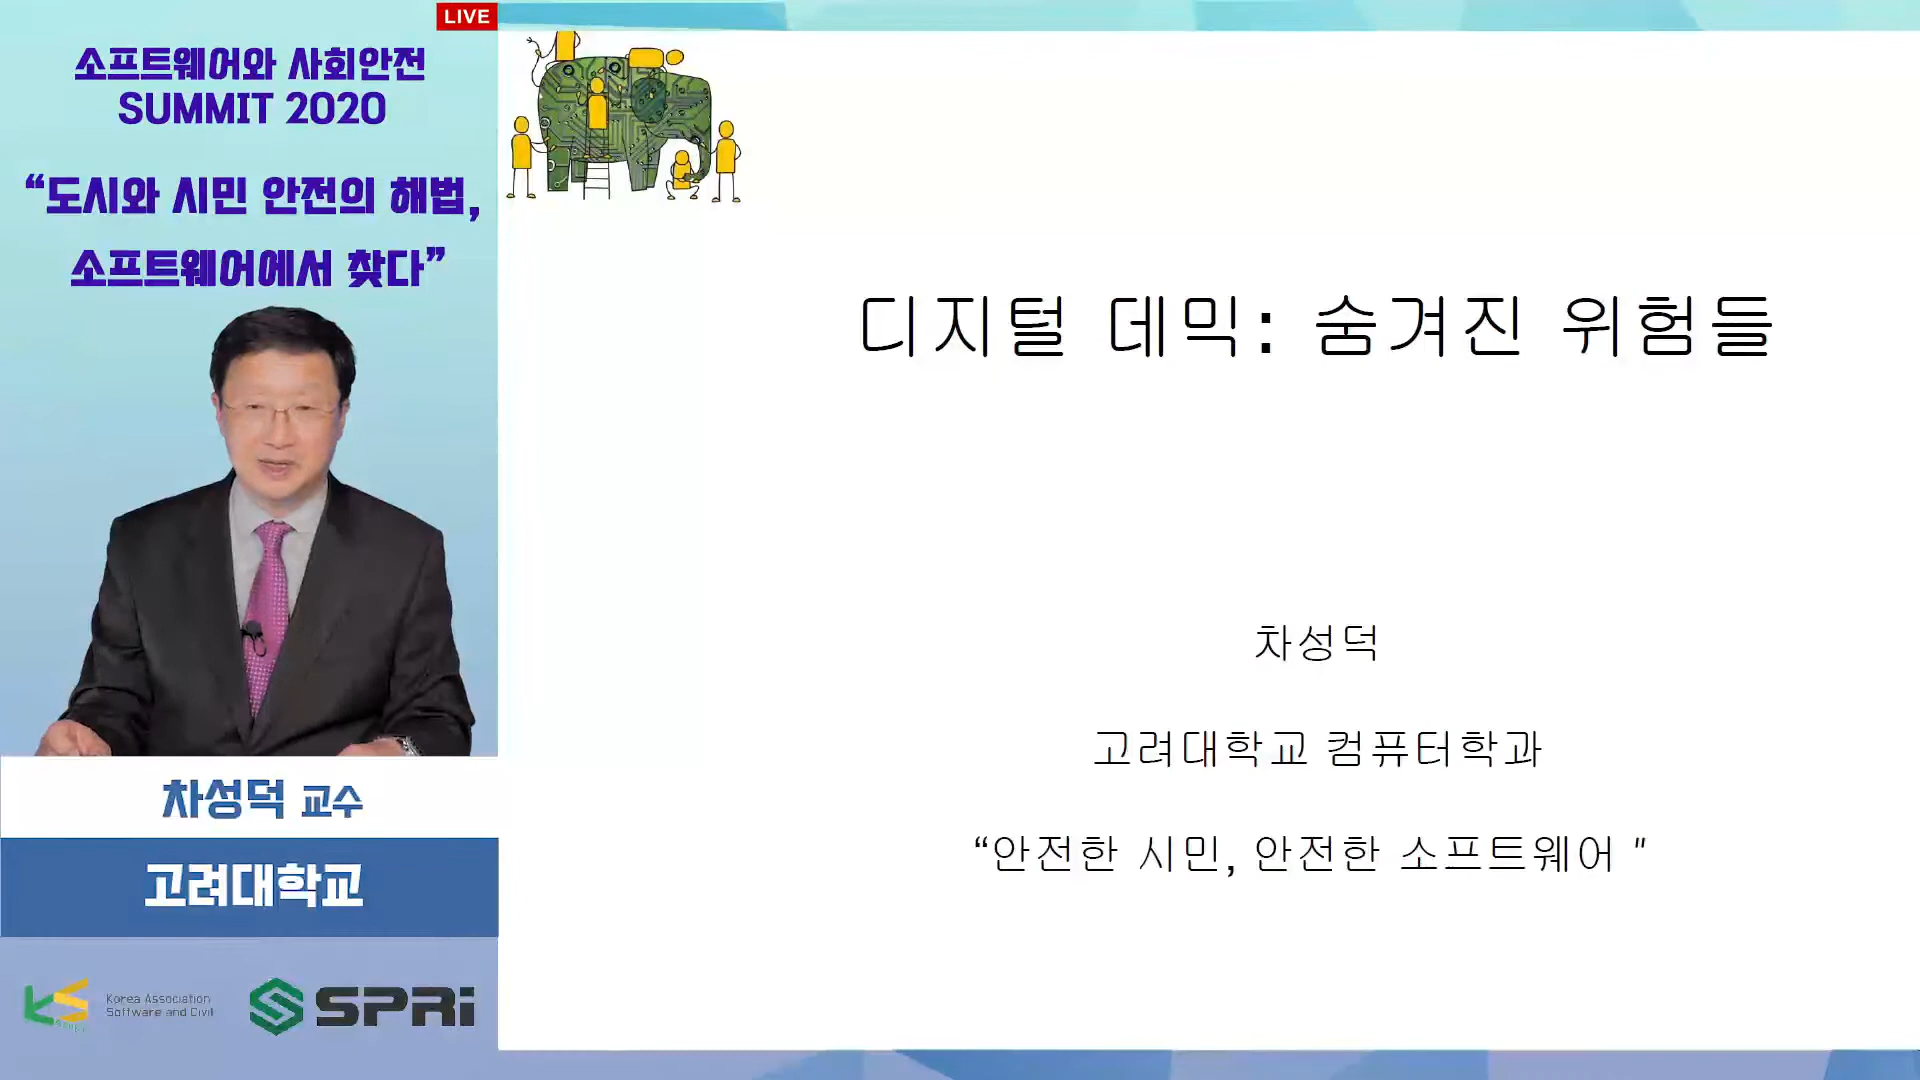 LIVE
소프트웨어와 사회안전
SUMMIT 2020
“도시와 시민 안전의 해법,
소프트웨어에서 찾다”
차성덕 교수
고려대학교
KS
Korea Association
Software and Civil
SPRi
디지털 데믹: 숨겨진 위험들
차성덕
고려대학교 컴퓨터학과
“안전한 시민, 안전한 소프트웨어 "